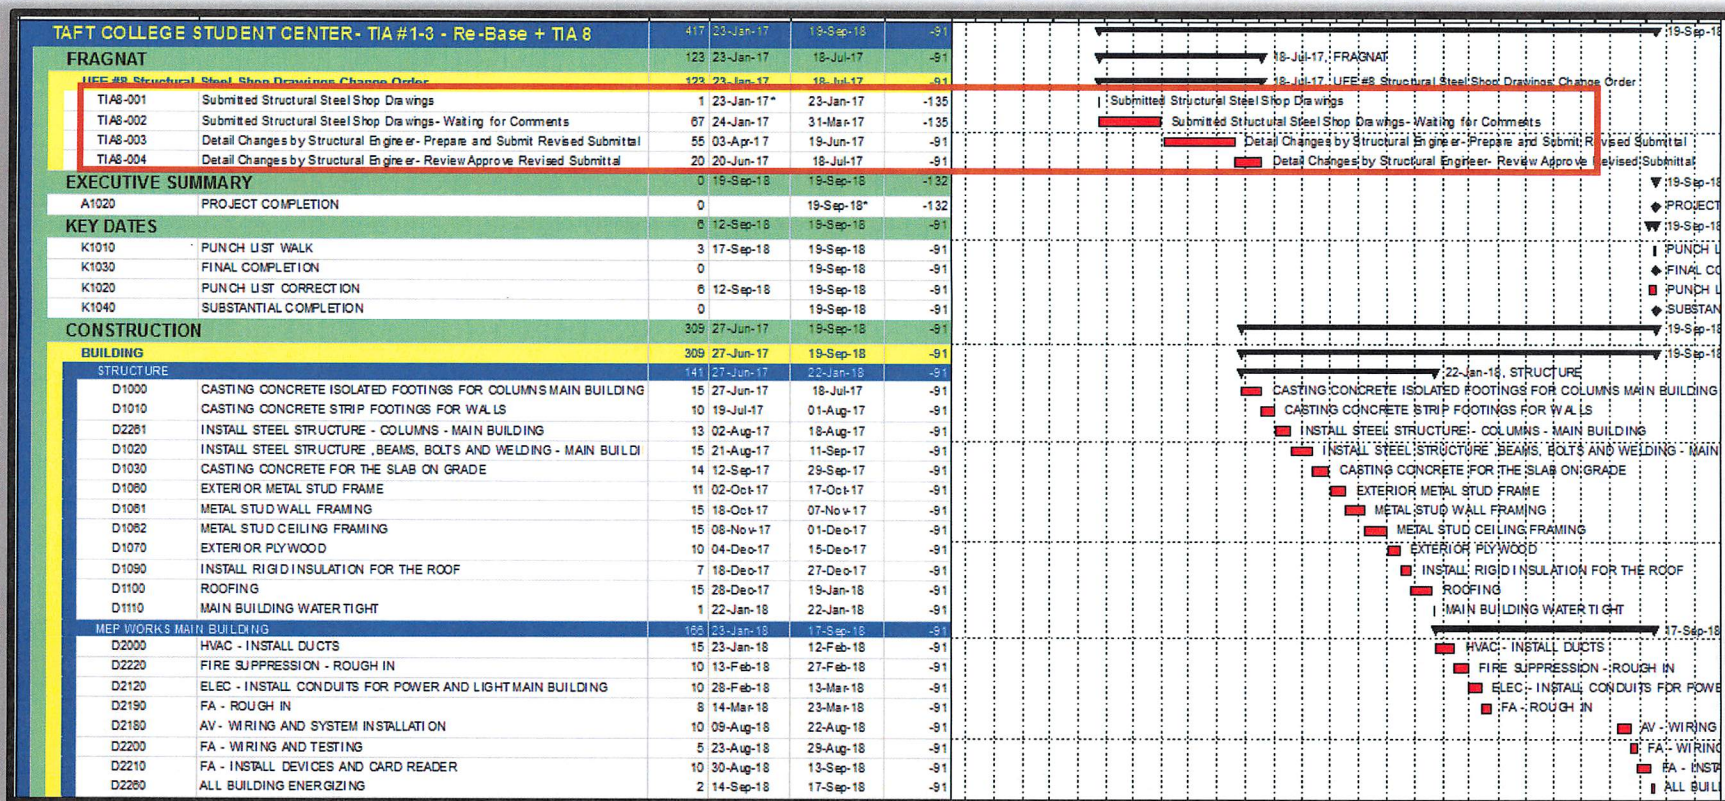 TAFT COLLEGE STUDENT CENTER- TIA #1-3 - Re-Base + TIA 8 417 23-Jan-17 19-Sep-18 -91 19-Sep-18
FRAGNAT 123 23-Jan-17 18-Jul-17 -91 18-Jul-17, FRAGNAT
UFE #8 Structural Steel Shop Drawings Change Order 123 23-Jan-17 18-Jul-17 -91 18-Jul-17, UFE #8 Structural Steel Shop Drawings Change Order
TIA8-001 Submitted Structural Steel Shop Drawings 1 23-Jan-17* 23-Jan-17 -135 Submitted Structural Steel Shop Drawings
TIA8-002 Submitted Structural Steel Shop Drawings- Waiting for Comments 67 24-Jan-17 31-Mar-17 -135 Submitted Structural Steel Shop Drawings- Waiting for Comments
TIA8-003 Detail Changes by Structural Engineer- Prepare and Submit Revised Submittal 55 03-Apr-17 19-Jun-17 -91 Detail Changes by Structural Engineer- Prepare and Submit Revised Submittal
TIA8-004 Detail Changes by Structural Engineer- Review Approve Revised Submittal 20 20-Jun-17 18-Jul-17 -91 Detail Changes by Structural Engineer- Review Approve Revised Submittal
EXECUTIVE SUMMARY 0 19-Sep-18 19-Sep-18 -132 19-Sep-18
A1020 PROJECT COMPLETION 0 19-Sep-18* -132 PROJECT
KEY DATES 6 12-Sep-18 19-Sep-18 -91 19-Sep-18
K1010 PUNCH LIST WALK 3 17-Sep-18 19-Sep-18 -91 PUNCH L
K1030 FINAL COMPLETION 0 19-Sep-18 -91 FINAL CO
K1020 PUNCH LIST CORRECTION 6 12-Sep-18 19-Sep-18 -91 PUNCH L
K1040 SUBSTANTIAL COMPLETION 0 19-Sep-18 -91 SUBSTAN
CONSTRUCTION 309 27-Jun-17 19-Sep-18 -91 19-Sep-18
BUILDING 309 27-Jun-17 19-Sep-18 -91 19-Sep-18
STRUCTURE 141 27-Jun-17 22-Jan-18 -91 22-Jan-18, STRUCTURE
D1000 CASTING CONCRETE ISOLATED FOOTINGS FOR COLUMNS MAIN BUILDING 15 27-Jun-17 18-Jul-17 -91 CASTING CONCRETE ISOLATED FOOTINGS FOR COLUMNS MAIN BUILDING
D1010 CASTING CONCRETE STRIP FOOTINGS FOR WALLS 10 19-Jul-17 01-Aug-17 -91 CASTING CONCRETE STRIP FOOTINGS FOR WALLS
D2261 INSTALL STEEL STRUCTURE - COLUMNS - MAIN BUILDING 13 02-Aug-17 18-Aug-17 -91 INSTALL STEEL STRUCTURE - COLUMNS - MAIN BUILDING
D1020 INSTALL STEEL STRUCTURE ,BEAMS, BOLTS AND WELDING - MAIN BUILDI 15 21-Aug-17 11-Sep-17 -91 INSTALL STEEL STRUCTURE ,BEAMS, BOLTS AND WELDING - MAIN
D1030 CASTING CONCRETE FOR THE SLAB ON GRADE 14 12-Sep-17 29-Sep-17 -91 CASTING CONCRETE FOR THE SLAB ON GRADE
D1060 EXTERIOR METAL STUD FRAME 11 02-Oct-17 17-Oct-17 -91 EXTERIOR METAL STUD FRAME
D1061 METAL STUD WALL FRAMING 15 18-Oct-17 07-Nov-17 -91 METAL STUD WALL FRAMING
D1062 METAL STUD CEILING FRAMING 15 08-Nov-17 01-Dec-17 -91 METAL STUD CEILING FRAMING
D1070 EXTERIOR PLYWOOD 10 04-Dec-17 15-Dec-17 -91 EXTERIOR PLYWOOD
D1090 INSTALL RIGID INSULATION FOR THE ROOF 7 18-Dec-17 27-Dec-17 -91 INSTALL RIGID INSULATION FOR THE ROOF
D1100 ROOFING 15 28-Dec-17 19-Jan-18 -91 ROOFING
D1110 MAIN BUILDING WATER TIGHT 1 22-Jan-18 22-Jan-18 -91 MAIN BUILDING WATER TIGHT
MEP WORKS MAIN BUILDING 166 23-Jan-18 17-Sep-18 -91 17-Sep-18
D2000 HVAC - INSTALL DUCTS 15 23-Jan-18 12-Feb-18 -91 HVAC - INSTALL DUCTS
D2220 FIRE SUPPRESSION - ROUGH IN 10 13-Feb-18 27-Feb-18 -91 FIRE SUPPRESSION - ROUGH IN
D2120 ELEC - INSTALL CONDUITS FOR POWER AND LIGHT MAIN BUILDING 10 28-Feb-18 13-Mar-18 -91 ELEC - INSTALL CONDUITS FOR POWE
D2190 FA - ROUGH IN 8 14-Mar-18 23-Mar-18 -91 FA - ROUGH IN
D2180 AV - WIRING AND SYSTEM INSTALLATION 10 09-Aug-18 22-Aug-18 -91 AV - WIRING
D2200 FA - WIRING AND TESTING 5 23-Aug-18 29-Aug-18 -91 FA - WIRING
D2210 FA - INSTALL DEVICES AND CARD READER 10 30-Aug-18 13-Sep-18 -91 FA - INSTA
D2260 ALL BUILDING ENERGIZING 2 14-Sep-18 17-Sep-18 -91 ALL BUIL